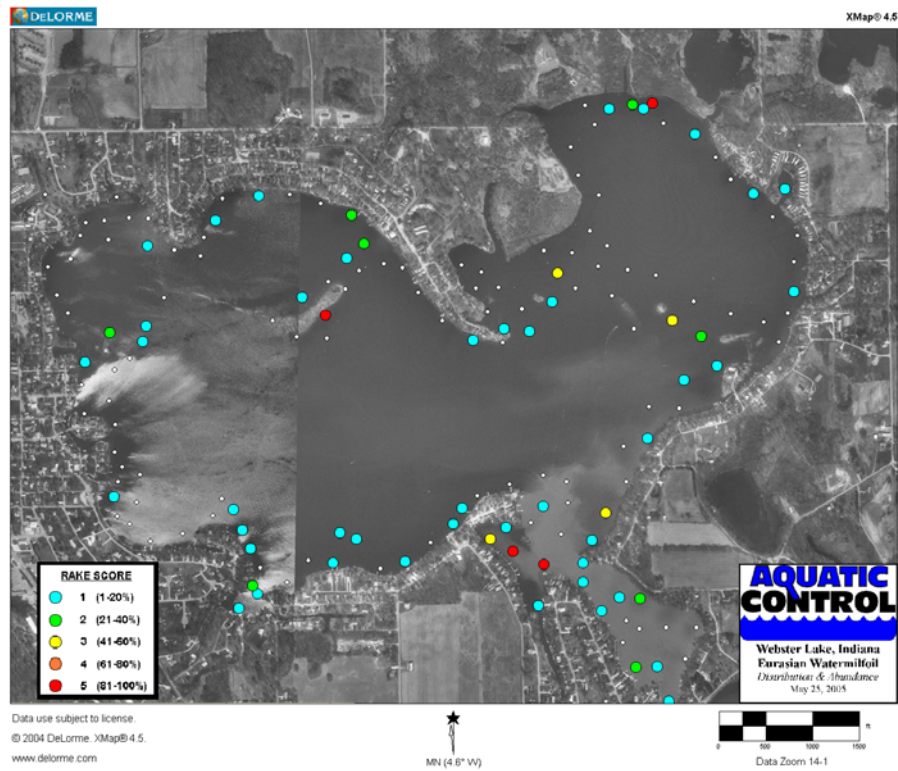 DELORME
XMap® 4.5
RAKE SCORE
1 (1-20%)
2 (21-40%)
3 (41-60%)
4 (61-80%)
5 (81-100%)
AQUATIC
CONTROL
Webster Lake, Indiana
Eurasian Watermilfoil
Distribution & Abundance
May 25, 2005
Data use subject to license.
© 2004 DeLorme. XMap® 4.5.
www.delorme.com
MN (4.6° W)
ft
0 500 1000 1500
Data Zoom 14-1